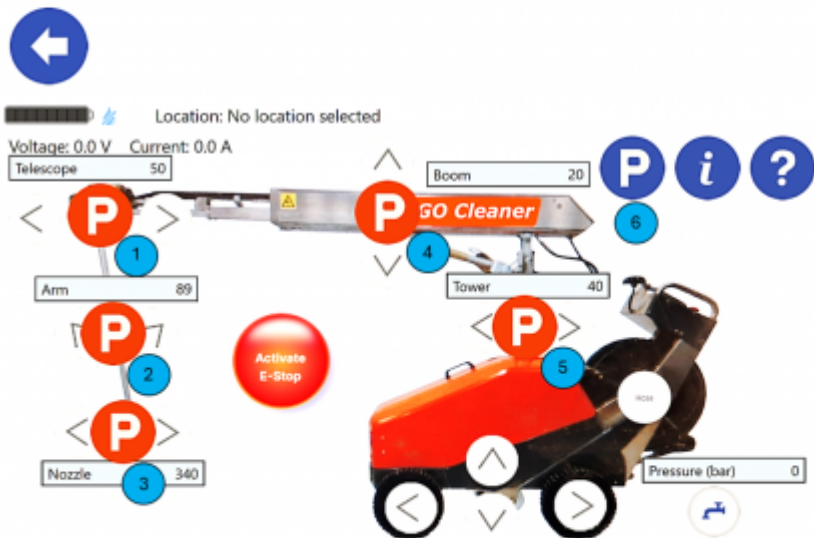 Location: No location selected
Voltage: 0.0 V Current: 0.0 A
Telescope 50
Boom 20
P
i
?
P
P
GO Cleaner
6
1
4
Arm 89
Tower 40
P
P
2
Activate
E-Stop
5
Hose
P
Nozzle 340
3
Pressure (bar) 0